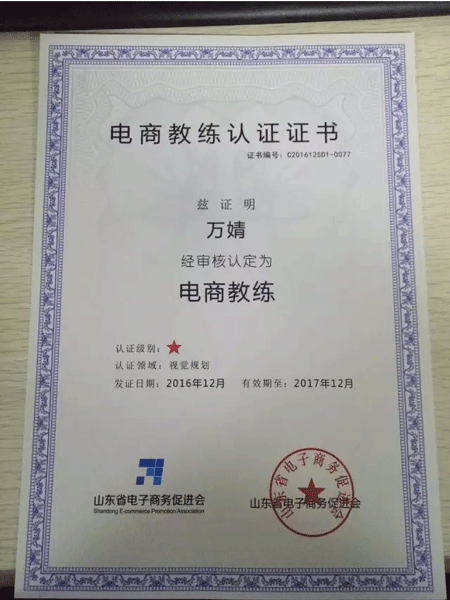 电商教练认证证书
证书编号：C201612SD1-0077
兹证明
万婧
经审核认定为
电商教练
认证级别：★
认证领域：视觉规划
发证日期：2016年12月 有效期至：2017年12月
山东省电子商务促进会
Shandong E-commerce Promotion Association
山东省电子商务促进会
山东省电子商务促进会